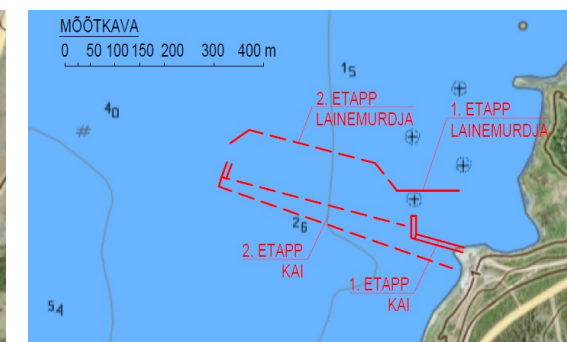 MÕÕTKAVA
0 50 100 150 200 300 400 m
1₅
2. ETAPP
LAINEMURDJA
1. ETAPP
LAINEMURDJA
4₀
2₆
2. ETAPP
KAI
1. ETAPP
KAI
5₄